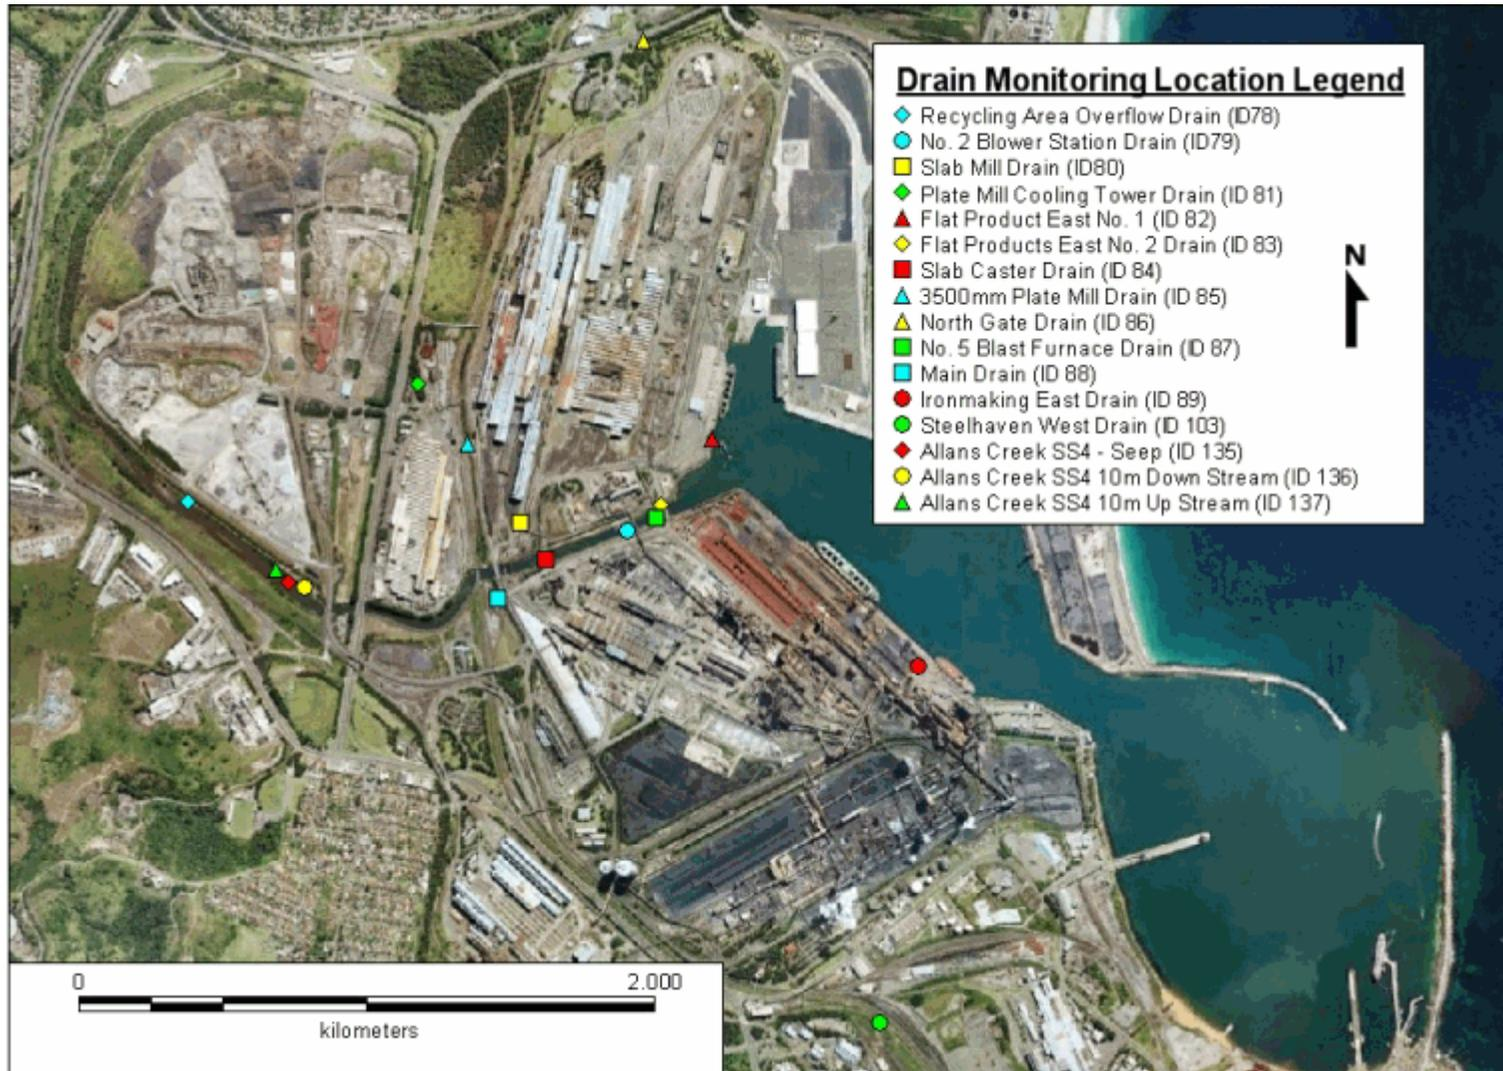 Drain Monitoring Location Legend
Recycling Area Overflow Drain (ID78)
No. 2 Blower Station Drain (ID79)
Slab Mill Drain (ID80)
Plate Mill Cooling Tower Drain (ID 81)
Flat Product East No. 1 (ID 82)
Flat Products East No. 2 Drain (ID 83)
Slab Caster Drain (ID 84)
3500mm Plate Mill Drain (ID 85)
North Gate Drain (ID 86)
No. 5 Blast Furnace Drain (ID 87)
Main Drain (ID 88)
Ironmaking East Drain (ID 89)
Steelhaven West Drain (ID 103)
Allans Creek SS4 - Seep (ID 135)
Allans Creek SS4 10m Down Stream (ID 136)
Allans Creek SS4 10m Up Stream (ID 137)
N
0 2.000
kilometers